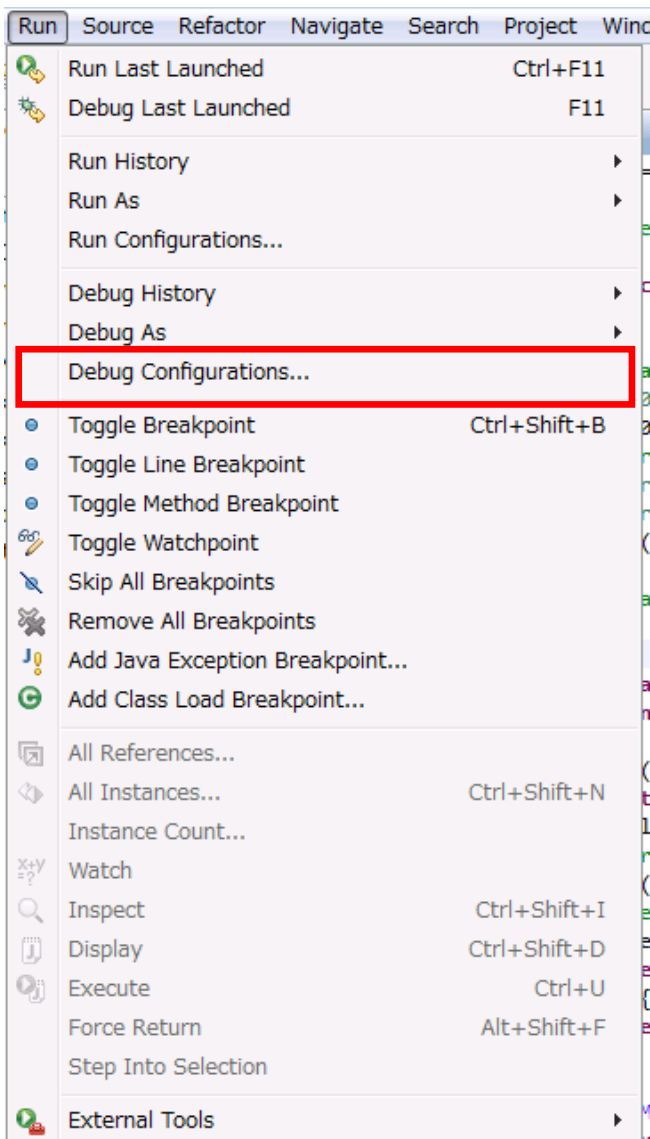 Run Source Refactor Navigate Search Project
Run Last Launched Ctrl+F11
Debug Last Launched F11
Run History
Run As
Run Configurations...
Debug History
Debug As
Debug Configurations...
Toggle Breakpoint Ctrl+Shift+B
Toggle Line Breakpoint
Toggle Method Breakpoint
Toggle Watchpoint
Skip All Breakpoints
Remove All Breakpoints
Add Java Exception Breakpoint...
Add Class Load Breakpoint...
All References...
All Instances... Ctrl+Shift+N
Instance Count...
Watch
Inspect Ctrl+Shift+I
Display Ctrl+Shift+D
Execute Ctrl+U
Force Return Alt+Shift+F
Step Into Selection
External Tools